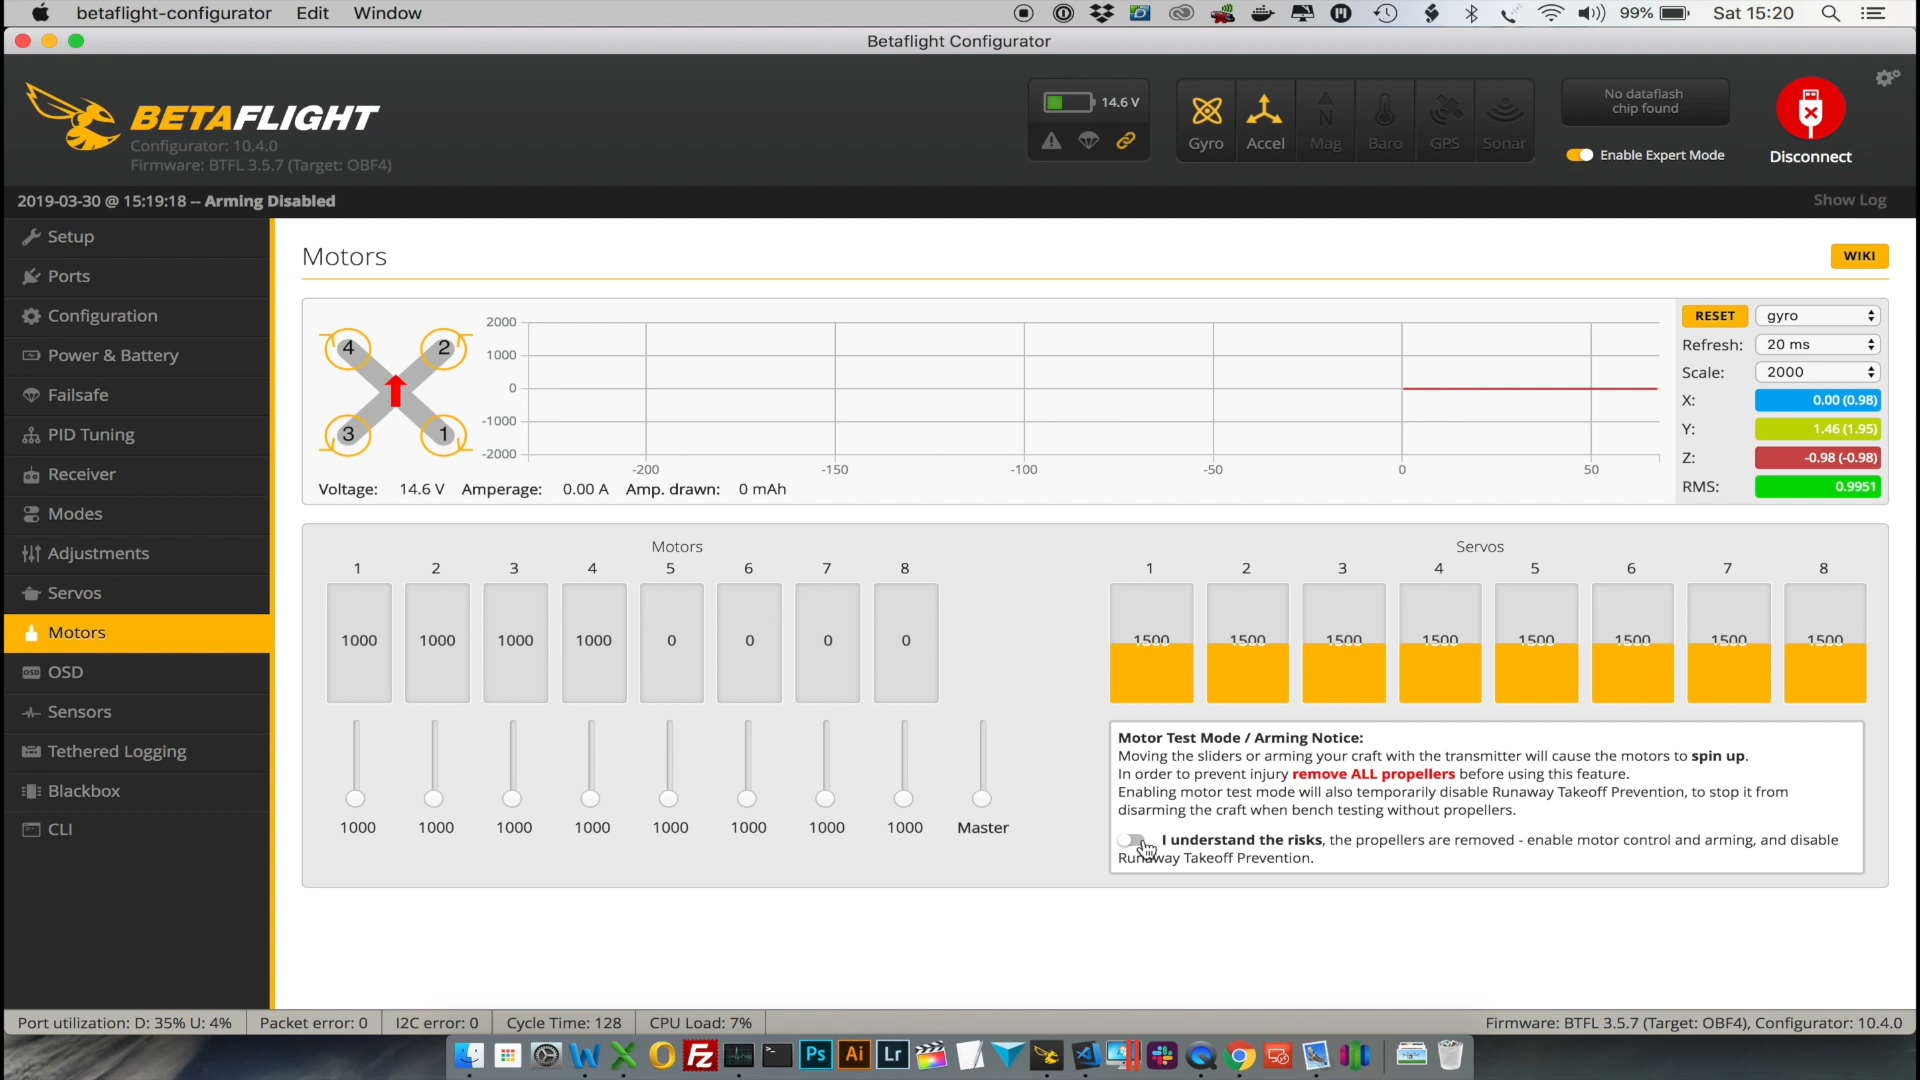 betaflight-configurator Edit Window 99% Sat 15:20
Betaflight Configurator
BETAFLIGHT
Configurator: 10.4.0
Firmware: BTFL 3.5.7 (Target: OBF4)
14.6 V
Gyro Accel Mag Baro GPS Sonar
No dataflash
chip found
Enable Expert Mode
Disconnect
2019-03-30 @ 15:19:18 -- Arming Disabled
Show Log
Setup
Ports
Configuration
Power & Battery
Failsafe
PID Tuning
Receiver
Modes
Adjustments
Servos
Motors
OSD
Sensors
Tethered Logging
Blackbox
CLI
Motors
WIKI
4 2
3 1
2000
1000
0
-1000
-2000
-200 -150 -100 -50 0 50
Voltage: 14.6 V Amperage: 0.00 A Amp. drawn: 0 mAh
RESET gyro
Refresh: 20 ms
Scale: 2000
X: 0.00 (0.98)
Y: 1.46 (1.95)
Z: -0.98 (-0.98)
RMS: 0.9951
Motors
1 2 3 4 5 6 7 8
1000 1000 1000 1000 0 0 0 0
1000 1000 1000 1000 1000 1000 1000 1000 Master
Servos
1 2 3 4 5 6 7 8
1500 1500 1500 1500 1500 1500 1500 1500
Motor Test Mode / Arming Notice:
Moving the sliders or arming your craft with the transmitter will cause the motors to spin up.
In order to prevent injury remove ALL propellers before using this feature.
Enabling motor test mode will also temporarily disable Runaway Takeoff Prevention, to stop it from
disarming the craft when bench testing without propellers.
I understand the risks, the propellers are removed - enable motor control and arming, and disable
Runaway Takeoff Prevention.
Port utilization: D: 35% U: 4% Packet error: 0 I2C error: 0 Cycle Time: 128 CPU Load: 7%
Firmware: BTFL 3.5.7 (Target: OBF4), Configurator: 10.4.0
Fz Ps Ai Lr